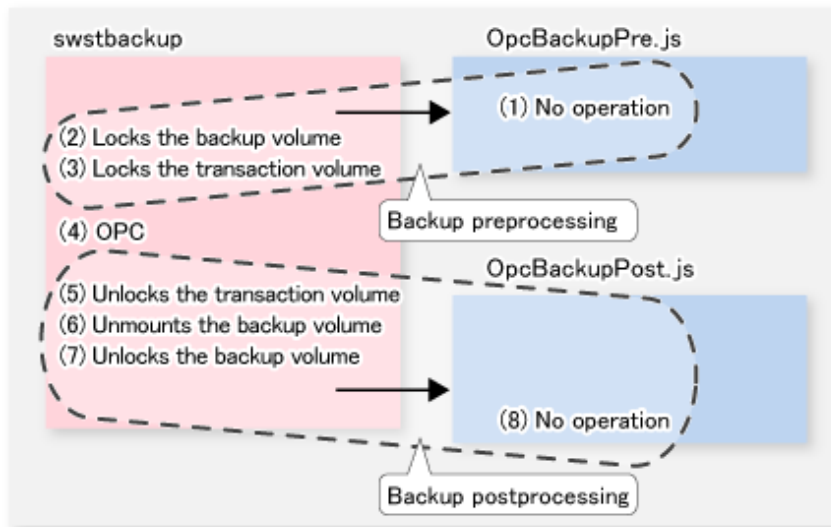 swstbackup
OpcBackupPre.js
(1) No operation
(2) Locks the backup volume
(3) Locks the transaction volume
Backup preprocessing
(4) OPC
OpcBackupPost.js
(5) Unlocks the transaction volume
(6) Unmounts the backup volume
(7) Unlocks the backup volume
(8) No operation
Backup postprocessing